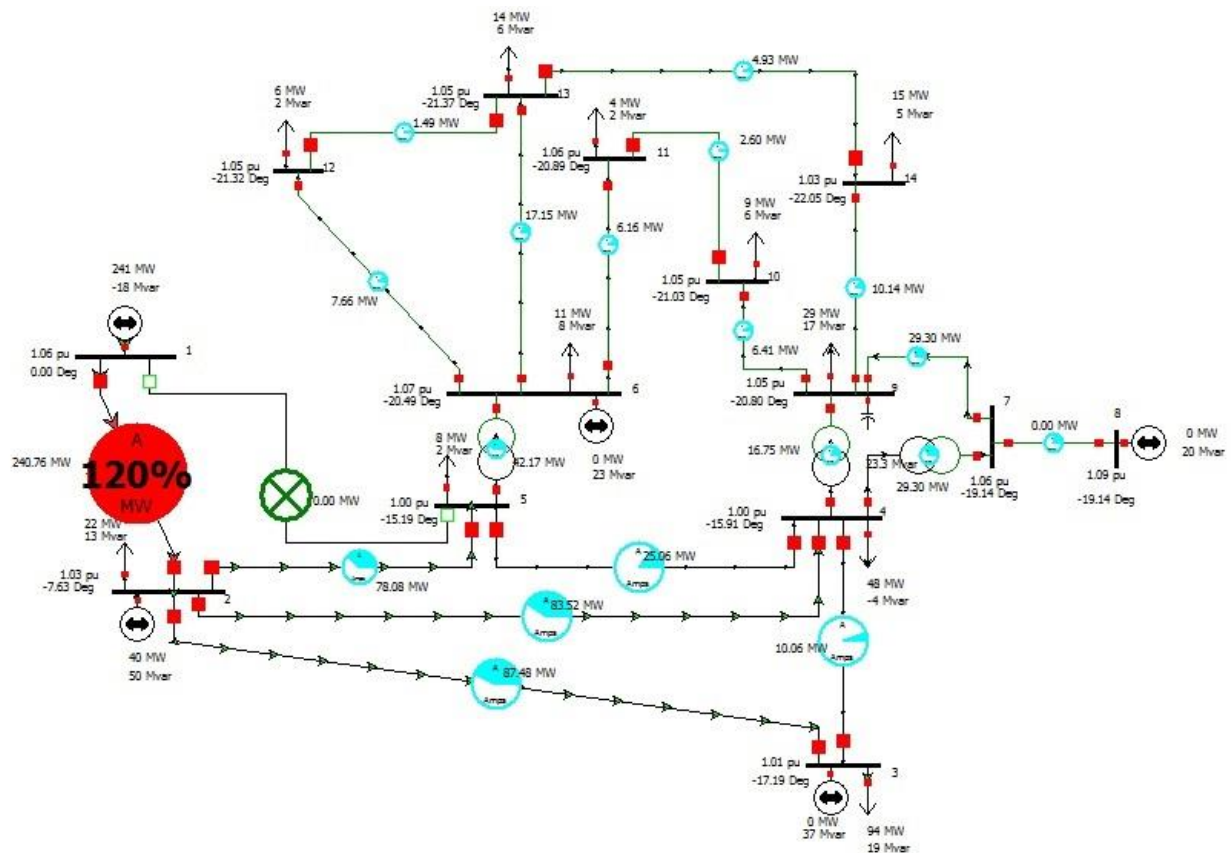 14 MW
6 Mvar
4.93 MW
1.05 pu
-21.37 Deg
13
6 MW
2 Mvar
1.49 MW
4 MW
2 Mvar
2.60 MW
15 MW
5 Mvar
1.05 pu
-21.32 Deg
12
1.06 pu
-20.89 Deg
11
1.03 pu
-22.05 Deg
14
17.15 MW
6.16 MW
9 MW
6 Mvar
7.66 MW
1.05 pu
-21.03 Deg
10
10.14 MW
241 MW
-18 Mvar
11 MW
8 Mvar
29 MW
17 Mvar
29.30 MW
1.06 pu
0.00 Deg
1
6.41 MW
1.07 pu
-20.49 Deg
6
1.05 pu
-20.80 Deg
9
7
8
0.00 MW
0 MW
20 Mvar
A
120%
MW
240.76 MW
8 MW
2 Mvar
42.17 MW
0 MW
23 Mvar
16.75 MW
23.3 Mvar
29.30 MW
1.06 pu
-19.14 Deg
1.09 pu
-19.14 Deg
0.00 MW
1.00 pu
-15.19 Deg
5
1.00 pu
-15.91 Deg
4
22 MW
13 Mvar
1.03 pu
-7.63 Deg
2
A
78.08 MW
A
25.06 MW
Amps
48 MW
-4 Mvar
A
83.52 MW
Amps
40 MW
50 Mvar
A
10.06 MW
Amps
A
87.48 MW
Amps
1.01 pu
-17.19 Deg
3
0 MW
37 Mvar
94 MW
19 Mvar